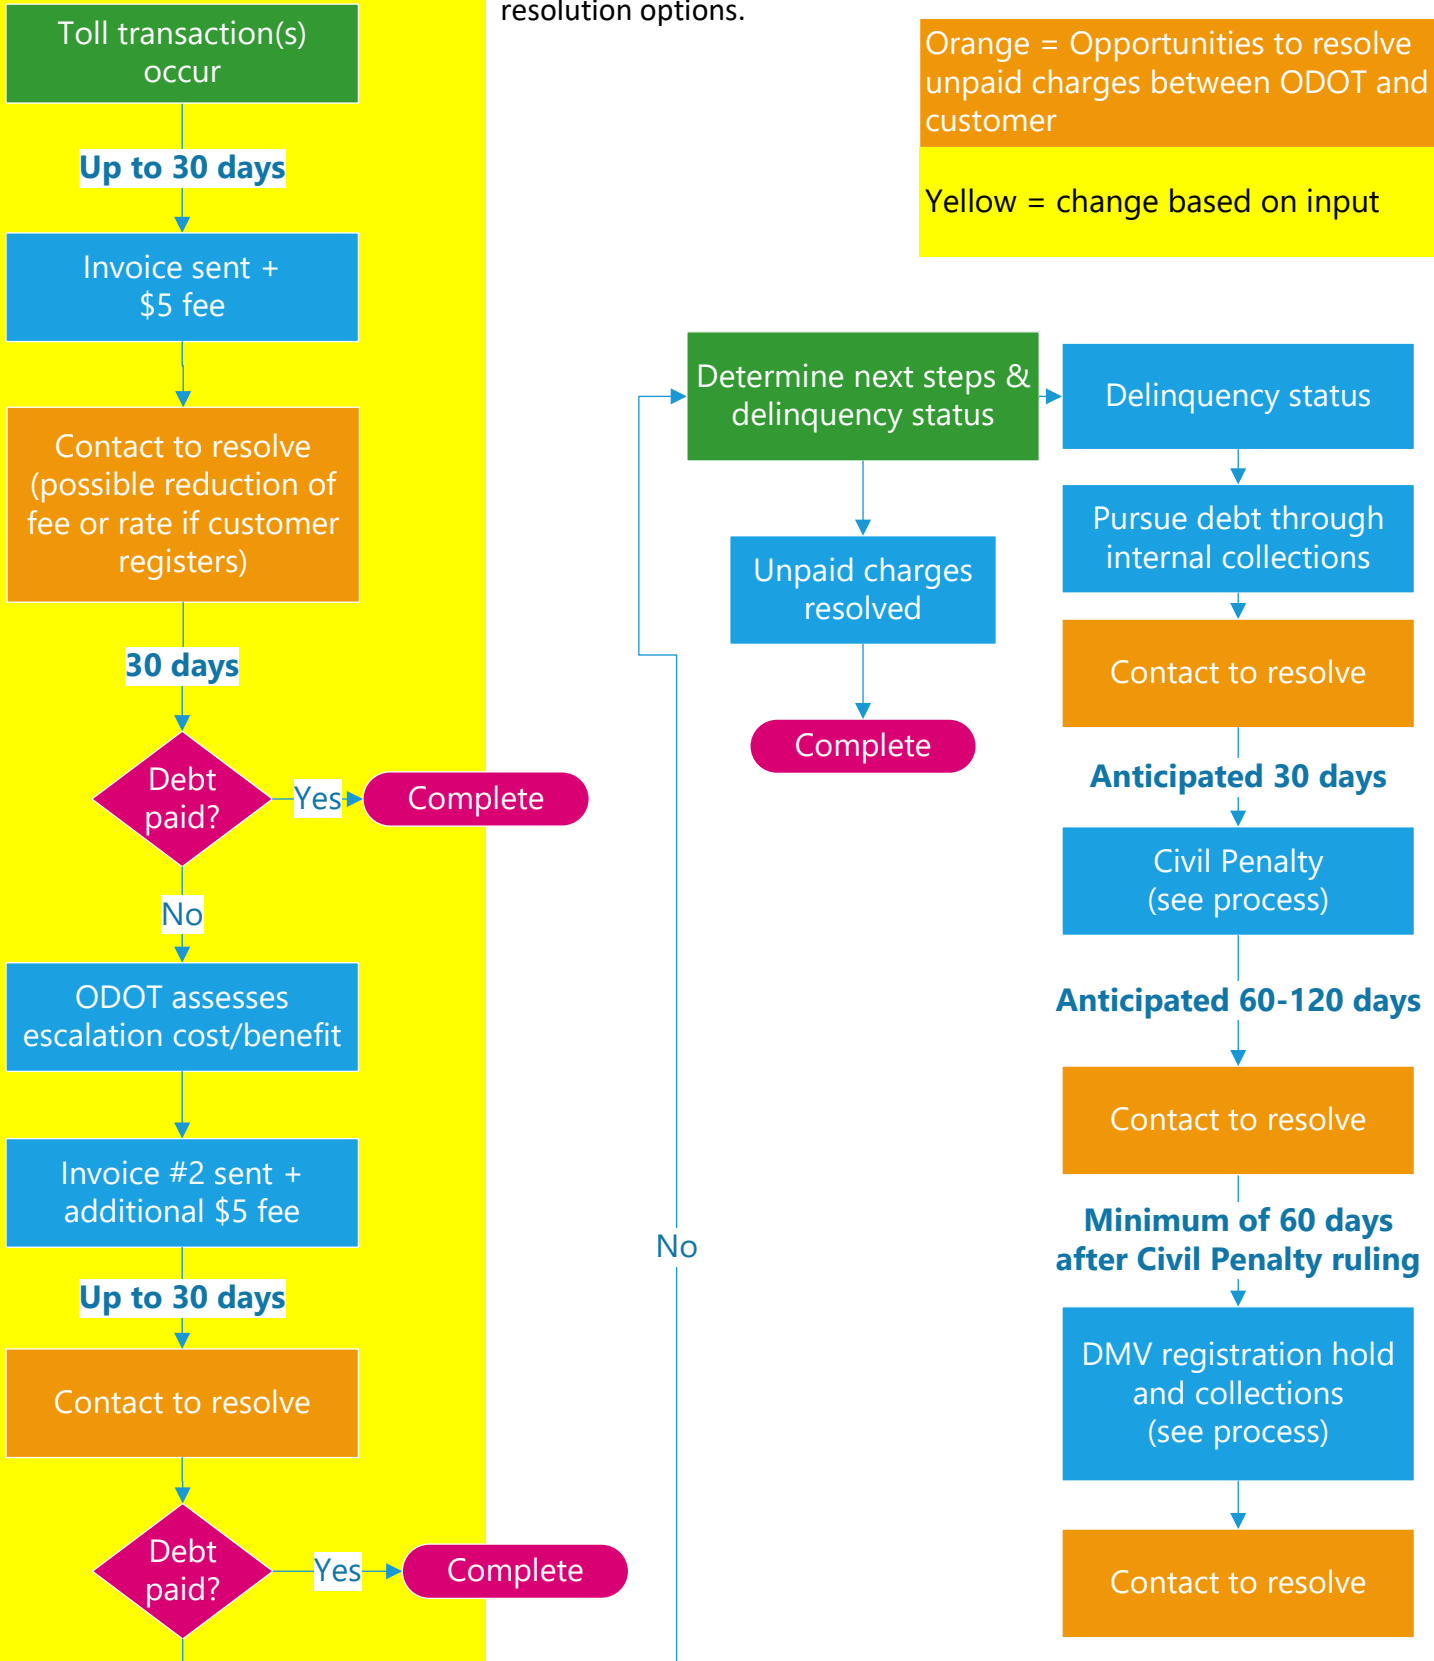 resolution options.
Orange = Opportunities to resolve
unpaid charges between ODOT and
customer
Yellow = change based on input
Toll transaction(s)
occur
Up to 30 days
Invoice sent +
$5 fee
Contact to resolve
(possible reduction of
fee or rate if customer
registers)
30 days
Debt
paid?
Yes
Complete
No
ODOT assesses
escalation cost/benefit
Invoice #2 sent +
additional $5 fee
Up to 30 days
Contact to resolve
Debt
paid?
Yes
Complete
No
Determine next steps &
delinquency status
Unpaid charges
resolved
Complete
Delinquency status
Pursue debt through
internal collections
Contact to resolve
Anticipated 30 days
Civil Penalty
(see process)
Anticipated 60-120 days
Contact to resolve
Minimum of 60 days
after Civil Penalty ruling
DMV registration hold
and collections
(see process)
Contact to resolve